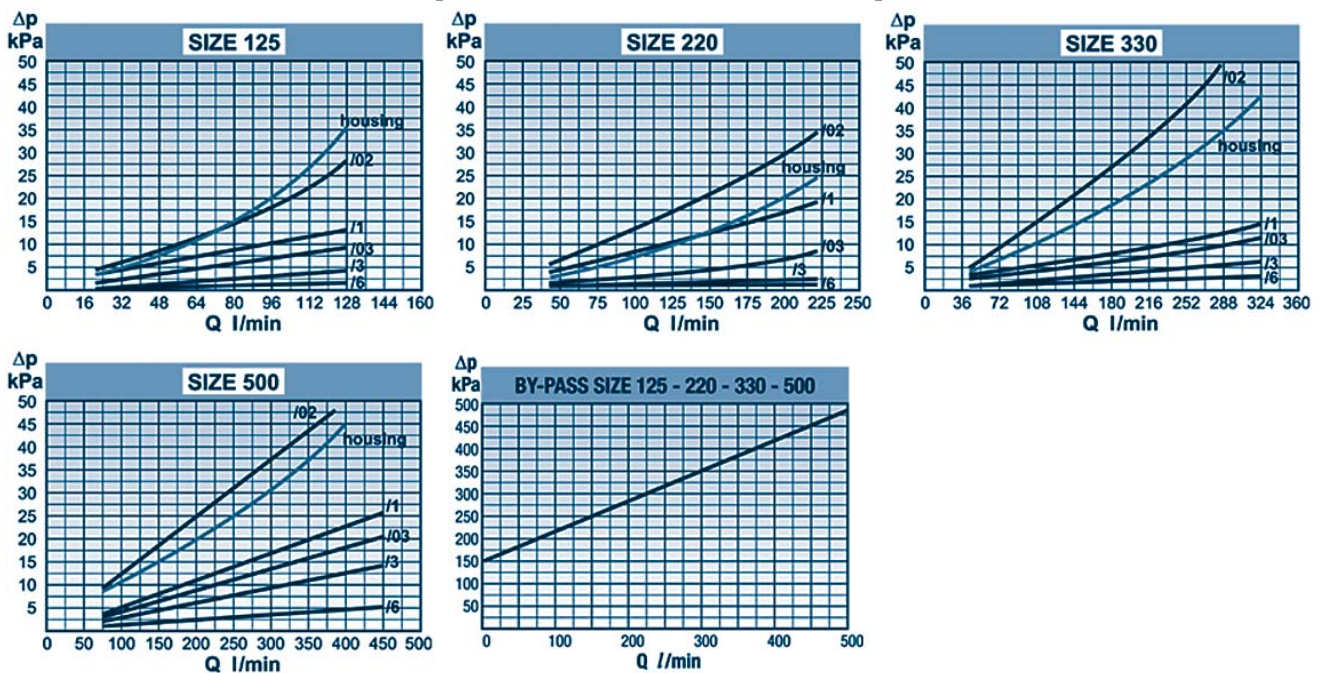 Δp
kPa
SIZE 125
50
45
40
35
30
25
20
15
10
5
housing
/02
/1
/03
/3
/6
0 16 32 48 64 80 96 112 128 144 160
Q l/min
Δp
kPa
SIZE 220
50
45
40
35
30
25
20
15
10
5
/02
housing
/1
/03
/3
/6
0 25 50 75 100 125 150 175 200 225 250
Q l/min
Δp
kPa
SIZE 330
50
45
40
35
30
25
20
15
10
5
/02
housing
/1
/03
/3
/6
0 36 72 108 144 180 216 252 288 324 360
Q l/min
Δp
kPa
SIZE 500
50
45
40
35
30
25
20
15
10
5
/02
housing
/1
/03
/3
/6
0 50 100 150 200 250 300 350 400 450 500
Q l/min
Δp
kPa
BY-PASS SIZE 125 - 220 - 330 - 500
500
450
400
350
300
250
200
150
100
50
0 100 200 300 400 500
Q l/min